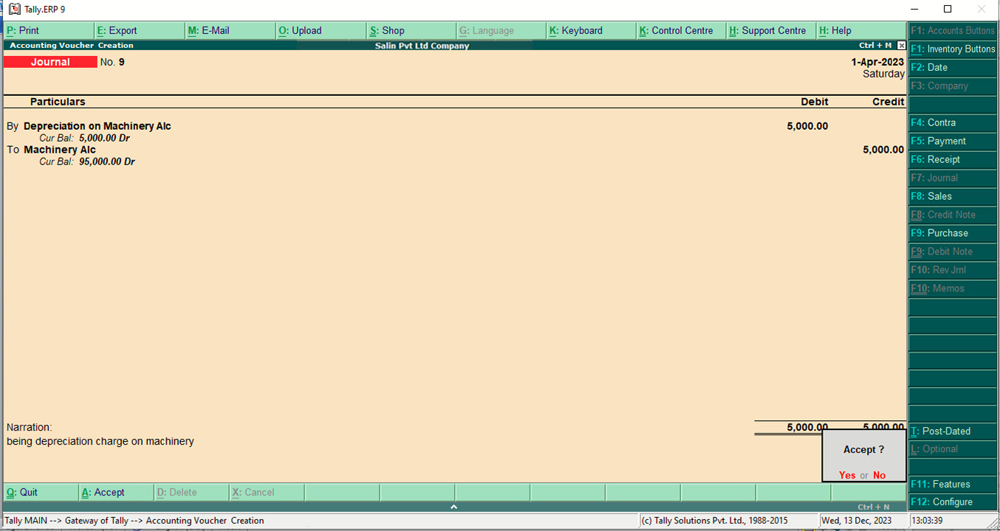 Tally.ERP 9
P: Print E: Export M: E-Mail O: Upload S: Shop G: Language K: Keyboard K: Control Centre H: Support Centre H: Help
F1: Accounts Buttons
Accounting Voucher Creation Salin Pvt Ltd Company Ctrl + M
F1: Inventory Buttons
Journal No. 9 1-Apr-2023
F2: Date
Saturday
F3: Company
Particulars Debit Credit
F4: Contra
By Depreciation on Machinery Alc 5,000.00
Cur Bal: 5,000.00 Dr
F5: Payment
To Machinery Alc 5,000.00
Cur Bal: 95,000.00 Dr
F6: Receipt
F7: Journal
F8: Sales
F8: Credit Note
F9: Purchase
F9: Debit Note
F10: Rev Jrnl
F10: Memos
Narration: 5,000.00 5,000.00
T: Post-Dated
being depreciation charge on machinery
Accept ?
L: Optional
Yes or No
F11: Features
Q: Quit A: Accept D: Delete X: Cancel
F12: Configure
Ctrl + N
Tally MAIN --> Gateway of Tally --> Accounting Voucher Creation (c) Tally Solutions Pvt. Ltd., 1988-2015 Wed, 13 Dec, 2023 13:03:39